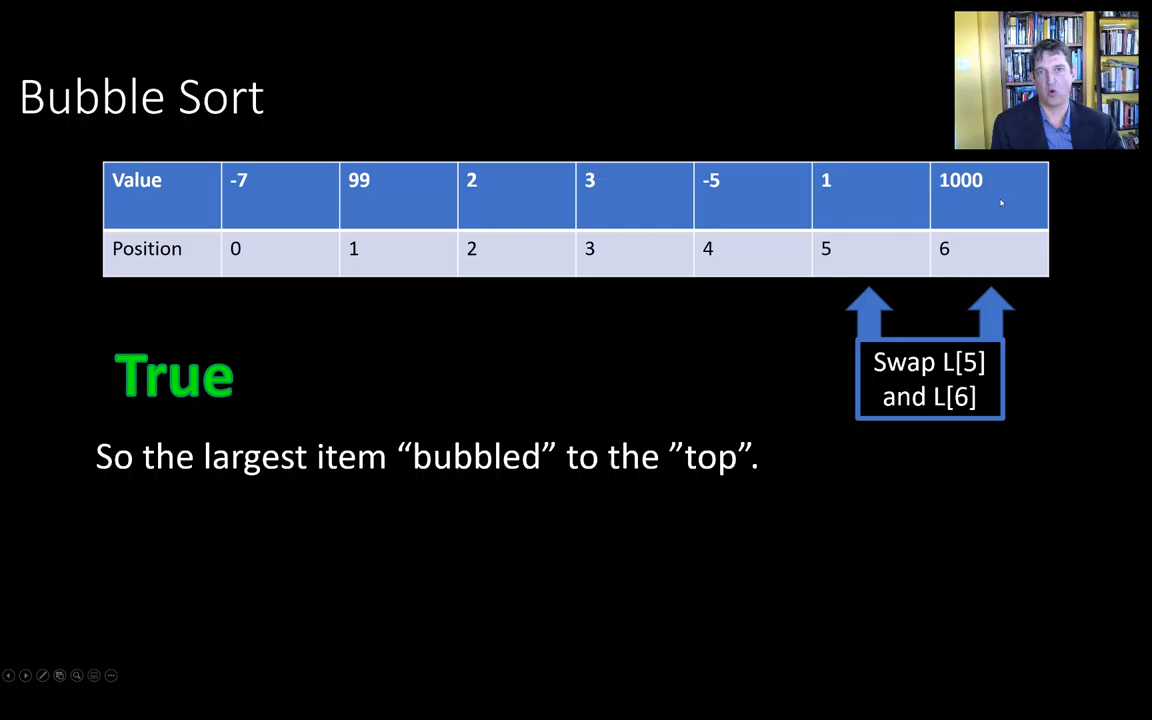 Bubble Sort
Value -7 99 2 3 -5 1 1000
Position 0 1 2 3 4 5 6
Swap L[5]
and L[6]
True
So the largest item “bubbled” to the ”top”.